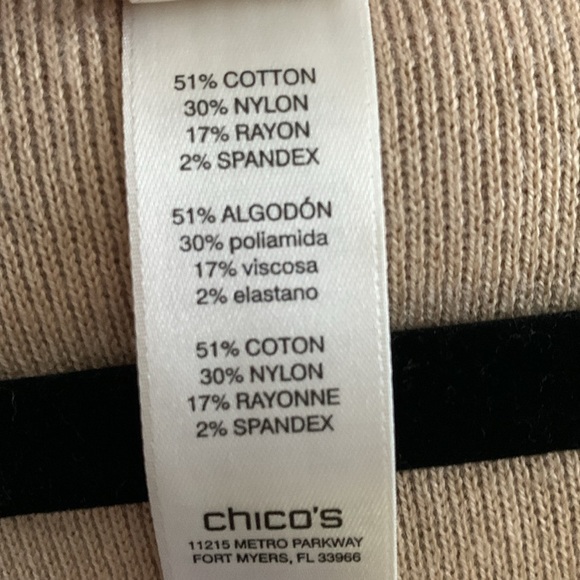 51% COTTON
30% NYLON
17% RAYON
2% SPANDEX
51% ALGODÓN
30% poliamida
17% viscosa
2% elastano
51% COTON
30% NYLON
17% RAYONNE
2% SPANDEX
chico's
11215 METRO PARKWAY
FORT MYERS, FL 33966